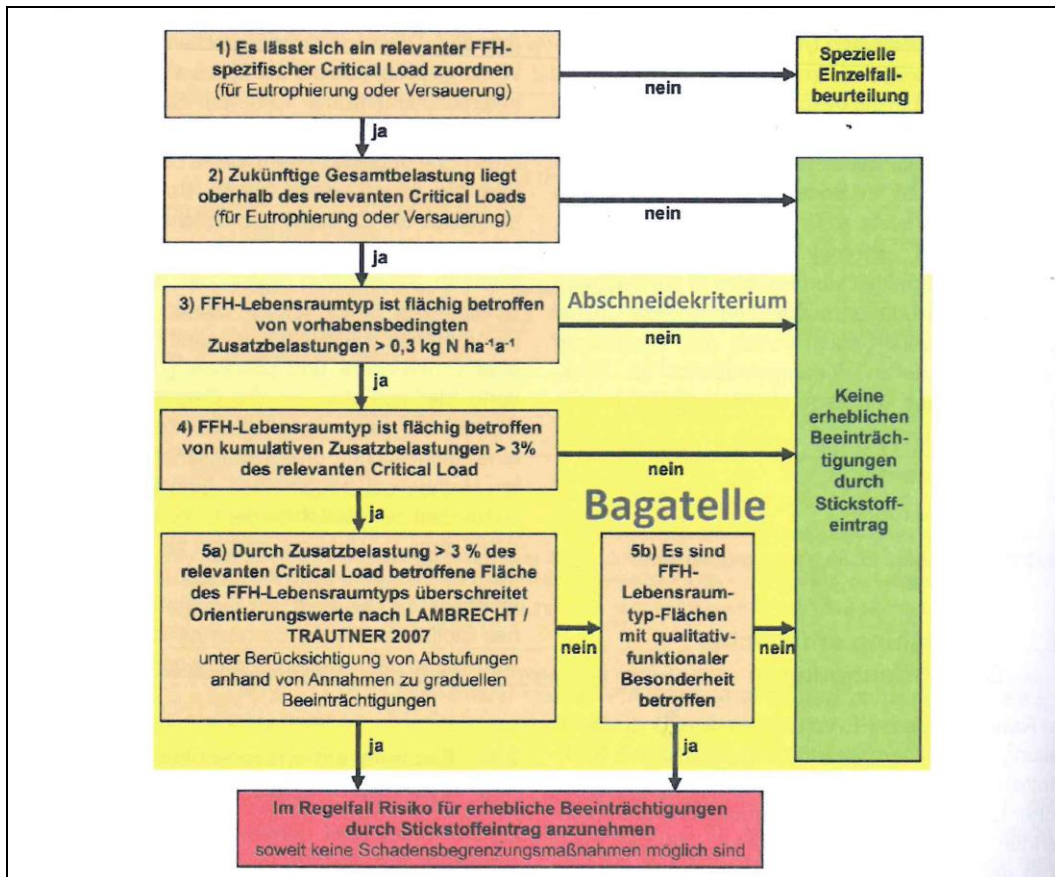 1) Es lässt sich ein relevanter FFH-
spezifischer Critical Load zuordnen
(für Eutrophierung oder Versauerung)
nein
Spezielle
Einzelfall-
beurteilung
ja
2) Zukünftige Gesamtbelastung liegt
oberhalb des relevanten Critical Loads
(für Eutrophierung oder Versauerung)
nein
ja
Abschneidekriterium
3) FFH-Lebensraumtyp ist flächig betroffen
von vorhabensbedingten
Zusatzbelastungen > 0,3 kg N ha⁻¹a⁻¹
nein
ja
4) FFH-Lebensraumtyp ist flächig betroffen
von kumulativen Zusatzbelastungen > 3%
des relevanten Critical Load
nein
Keine
erheblichen
Beeinträch-
tigungen
durch
Stickstoff-
eintrag
ja
Bagatelle
5a) Durch Zusatzbelastung > 3 % des
relevanten Critical Load betroffene Fläche
des FFH-Lebensraumtyps überschreitet
Orientierungswerte nach LAMBRECHT /
TRAUTNER 2007
unter Berücksichtigung von Abstufungen
anhand von Annahmen zu graduellen
Beeinträchtigungen
nein
5b) Es sind
FFH-
Lebensraum-
typ-Flächen
mit qualitativ-
funktionaler
Besonderheit
betroffen
nein
ja
ja
Im Regelfall Risiko für erhebliche Beeinträchtigungen
durch Stickstoffeintrag anzunehmen
soweit keine Schadensbegrenzungsmaßnahmen möglich sind